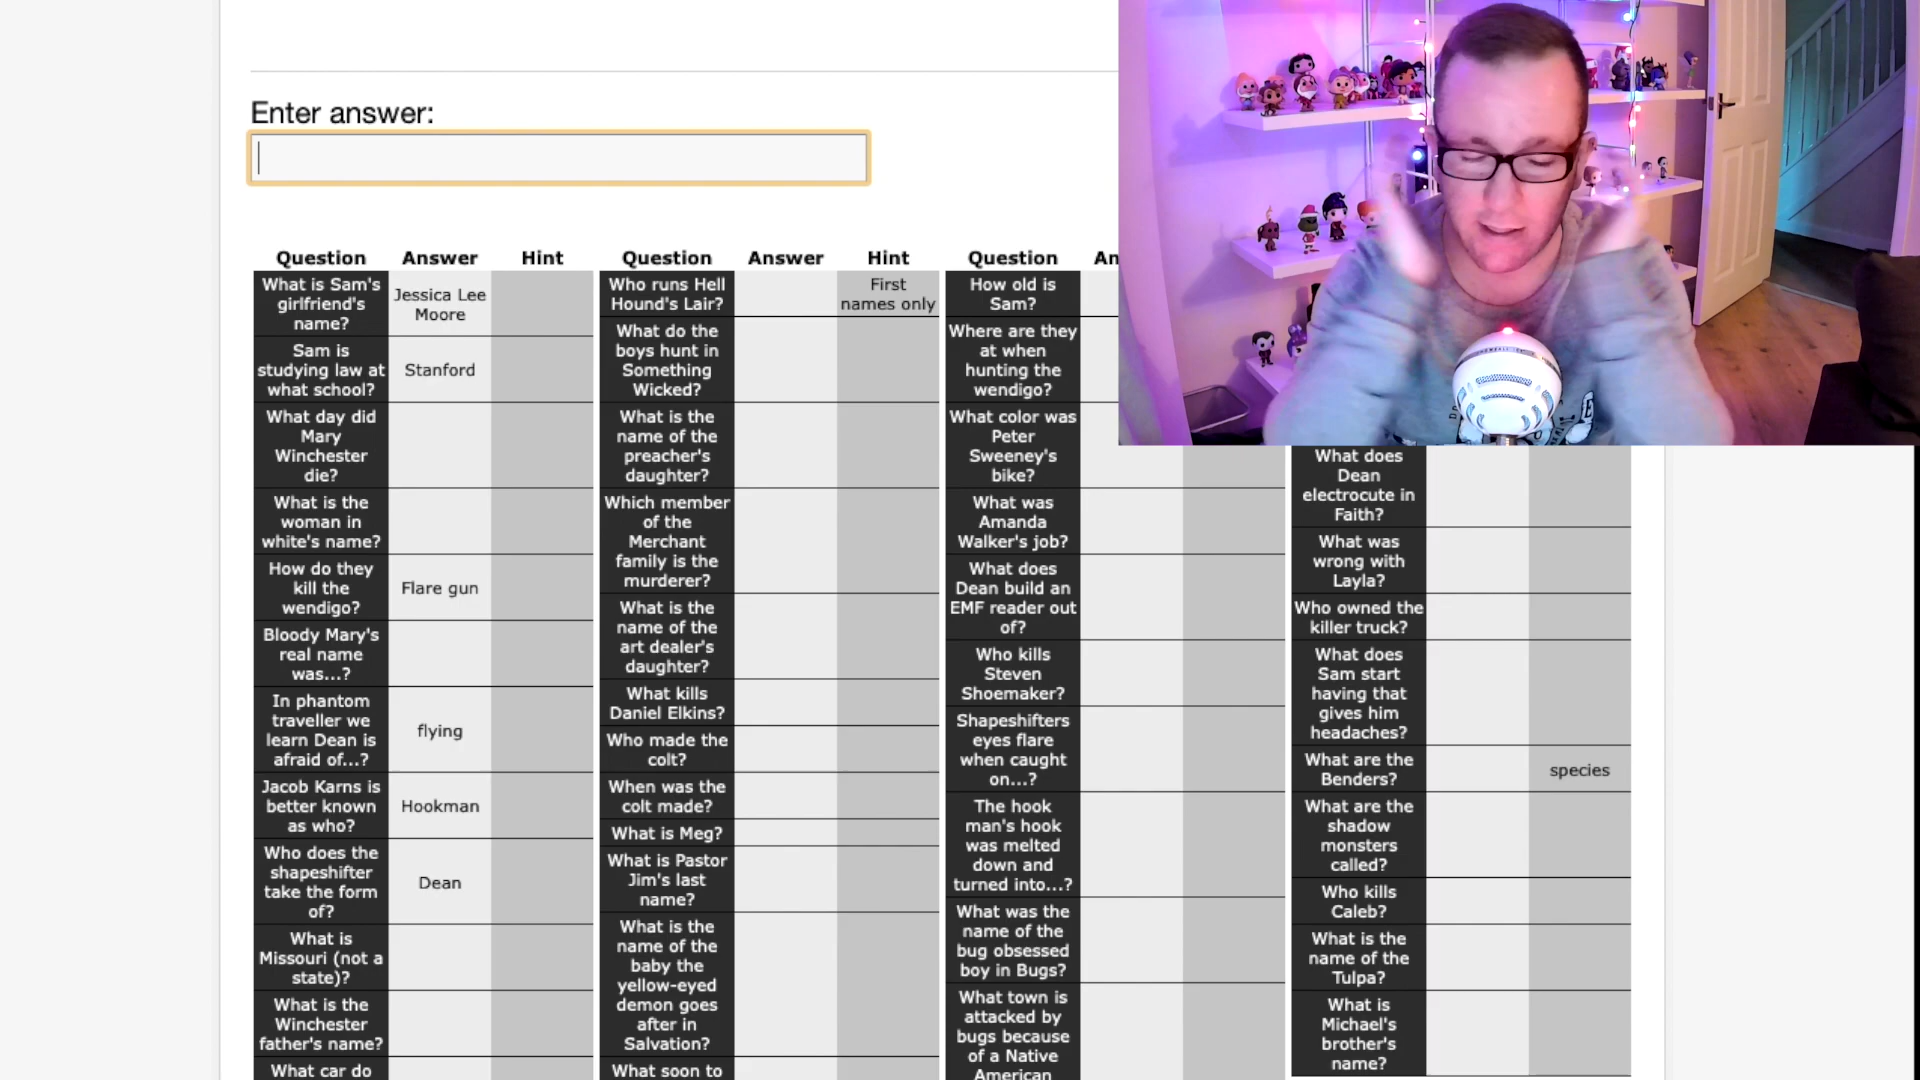 Enter answer:
Question Answer Hint
What is Sam's
girlfriend's
name?
Jessica Lee
Moore
Sam is
studying law at
what school?
Stanford
What day did
Mary
Winchester
die?
What is the
woman in
white's name?
How do they
kill the
wendigo?
Flare gun
Bloody Mary's
real name
was...?
In phantom
traveller we
learn Dean is
afraid of...?
flying
Jacob Karns is
better known
as who?
Hookman
Who does the
shapeshifter
take the form
of?
Dean
What is
Missouri (not a
state)?
What is the
Winchester
father's name?
What car do
Question Answer Hint
Who runs Hell
Hound's Lair?
First
names only
What do the
boys hunt in
Something
Wicked?
What is the
name of the
preacher's
daughter?
Which member
of the
Merchant
family is the
murderer?
What is the
name of the
art dealer's
daughter?
What kills
Daniel Elkins?
Who made the
colt?
When was the
colt made?
What is Meg?
What is Pastor
Jim's last
name?
What is the
name of the
baby the
yellow-eyed
demon goes
after in
Salvation?
What soon to
Question An
How old is
Sam?
Where are they
at when
hunting the
wendigo?
What color was
Peter
Sweeney's
bike?
What was
Amanda
Walker's job?
What does
Dean build an
EMF reader out
of?
Who kills
Steven
Shoemaker?
Shapeshifters
eyes flare
when caught
on...?
The hook
man's hook
was melted
down and
turned into...?
What was the
name of the
bug obsessed
boy in Bugs?
What town is
attacked by
bugs because
of a Native
American
What does
Dean
electrocute in
Faith?
What was
wrong with
Layla?
Who owned the
killer truck?
What does
Sam start
having that
gives him
headaches?
What are the
Benders?
species
What are the
shadow
monsters
called?
Who kills
Caleb?
What is the
name of the
Tulpa?
What is
Michael's
brother's
name?